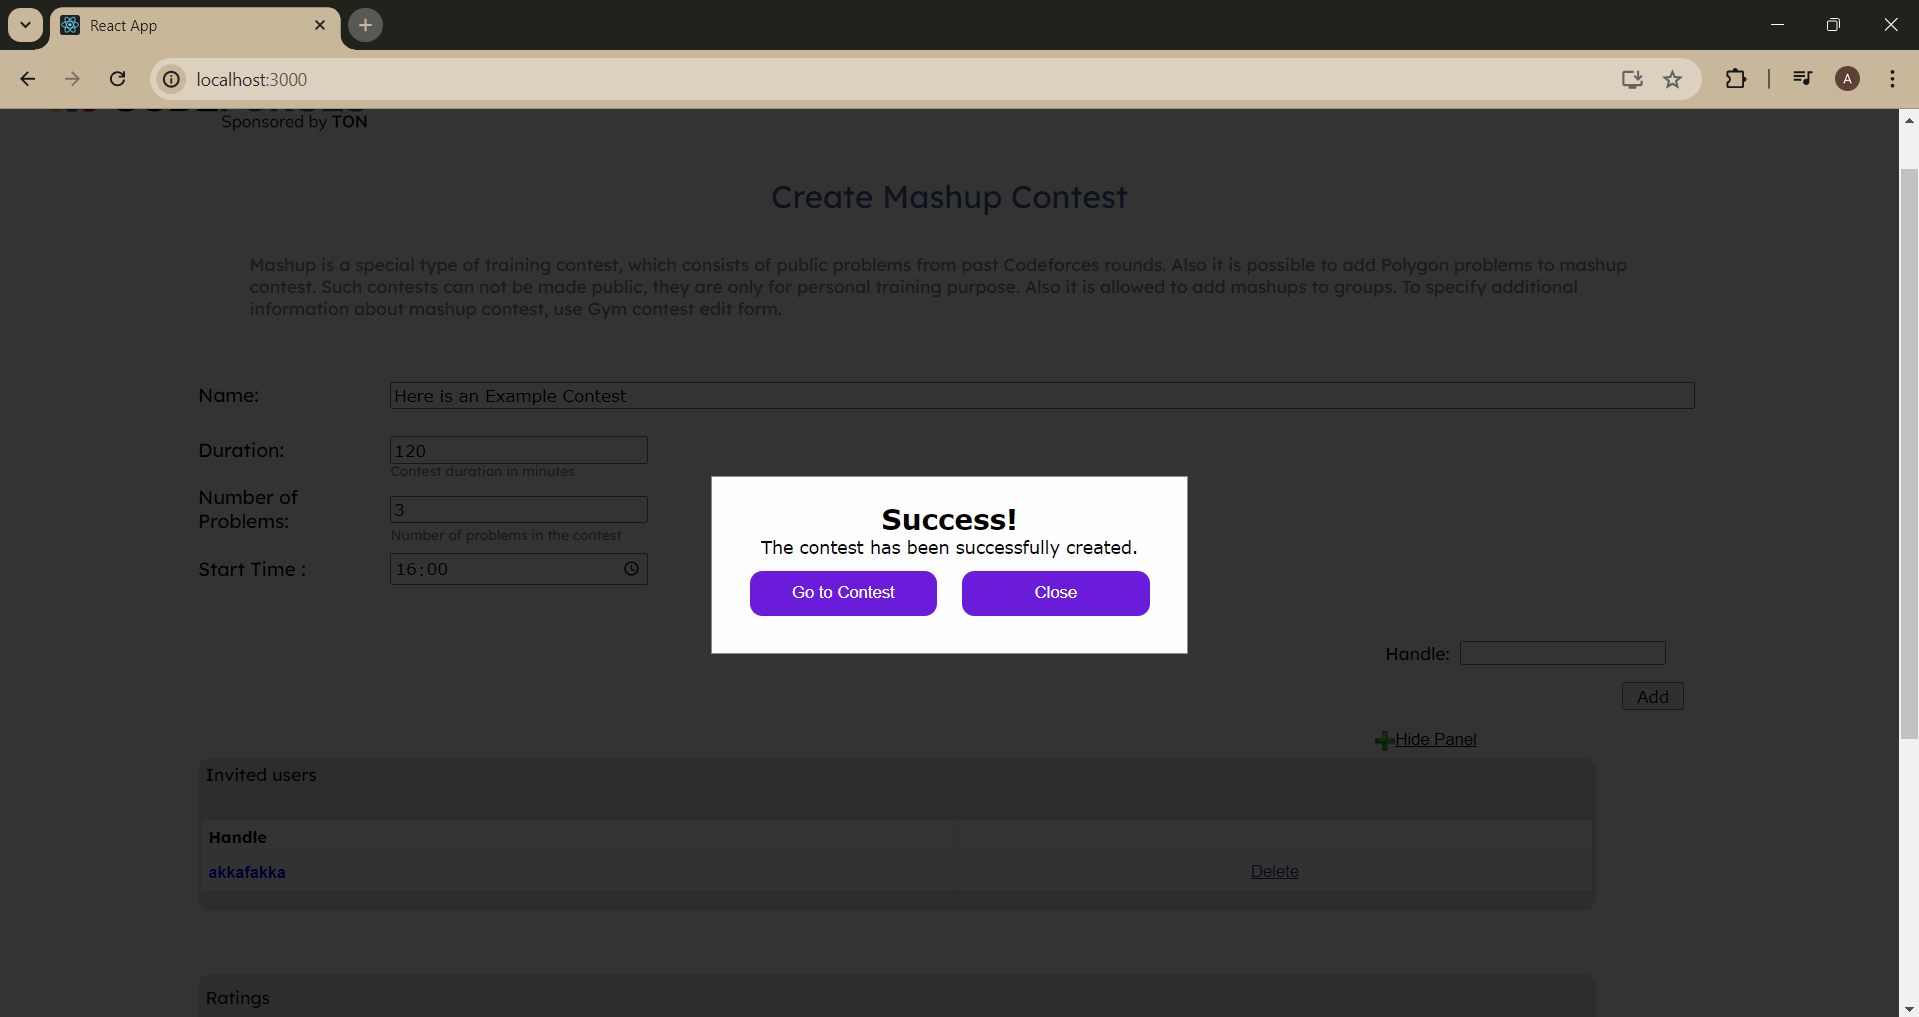 React App
localhost:3000
A
Sponsored by TON
Create Mashup Contest
Mashup is a special type of training contest, which consists of public problems from past Codeforces rounds. Also it is possible to add Polygon problems to mashup
contest. Such contests can not be made public, they are only for personal training purpose. Also it is allowed to add mashups to groups. To specify additional
information about mashup contest, use Gym contest edit form.
Name:
Here is an Example Contest
Duration:
120
Contest duration in minutes
Number of
Problems:
3
Number of problems in the contest
Start Time :
16:00
Success!
The contest has been successfully created.
Go to Contest
Close
Handle:
Add
Hide Panel
Invited users
Handle
akkafakka
Delete
Ratings